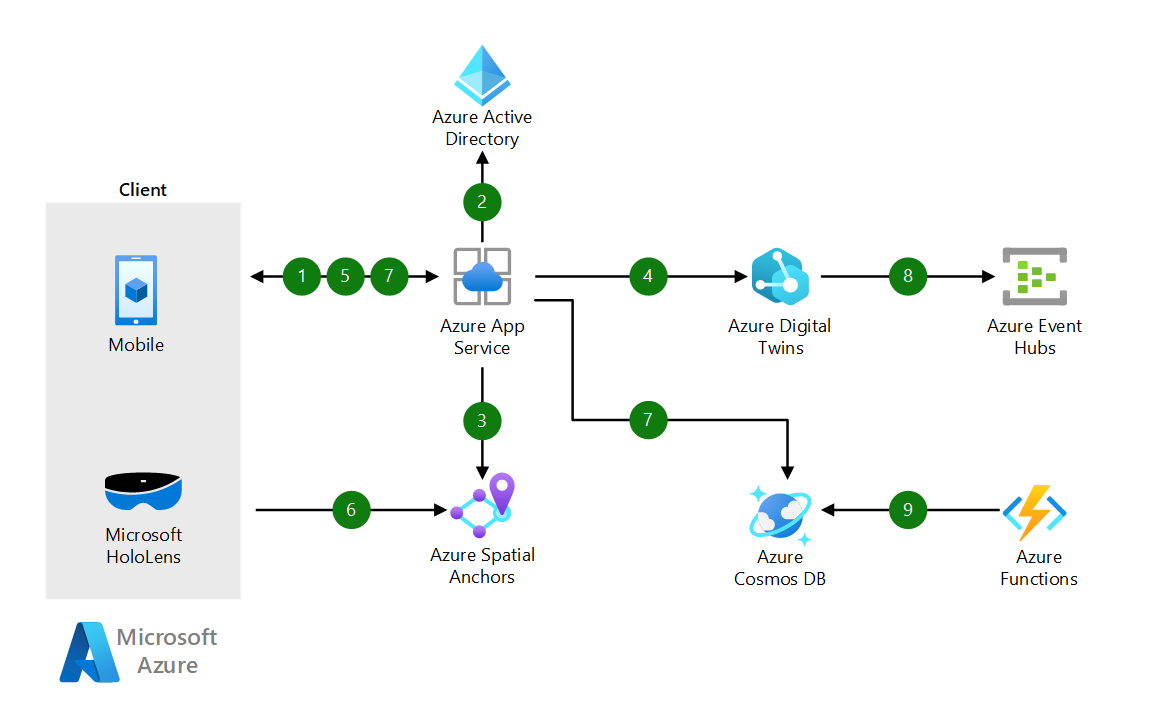 Azure Active
Directory
Client
2
1
5
7
4
8
Mobile
Azure App
Service
Azure Digital
Twins
Azure Event
Hubs
3
7
6
9
Microsoft
HoloLens
Azure Spatial
Anchors
Azure
Cosmos DB
Azure
Functions
Microsoft
Azure